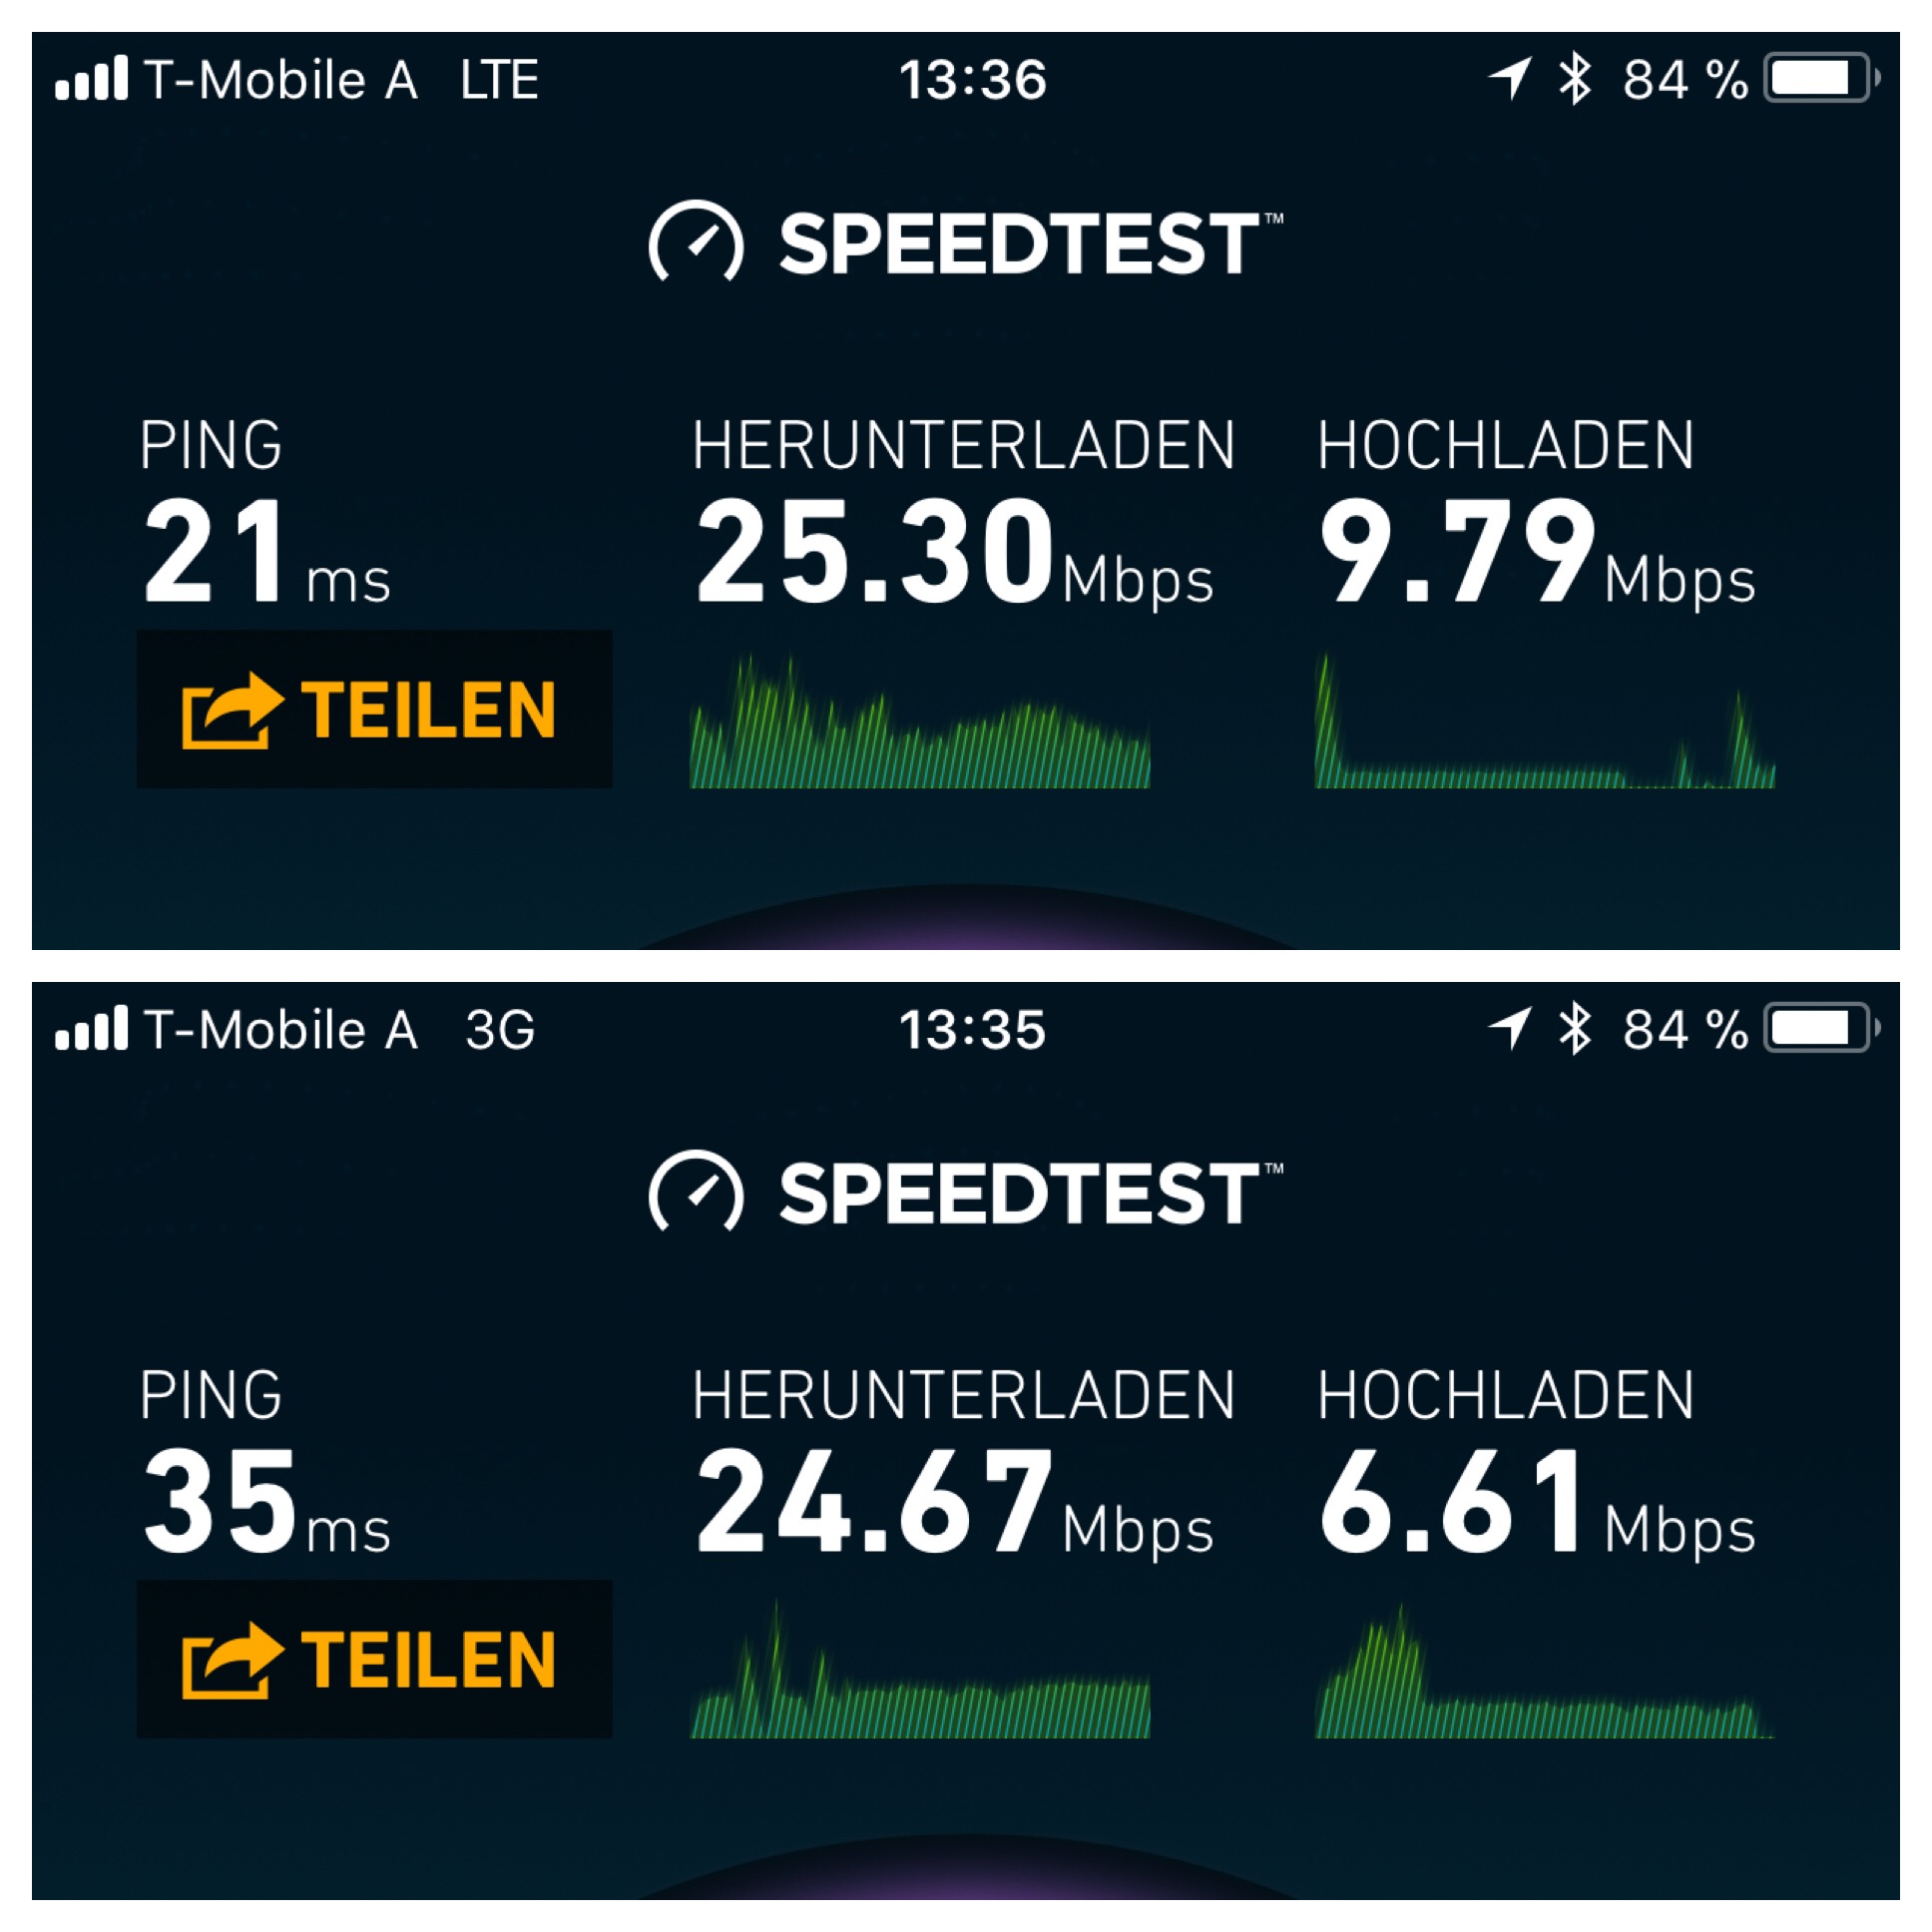 T-Mobile A LTE 13:36 84 %
SPEEDTEST™
PING HERUNTERLADEN HOCHLADEN
21 ms 25.30 Mbps 9.79 Mbps
TEILEN
T-Mobile A 3G 13:35 84 %
SPEEDTEST™
PING HERUNTERLADEN HOCHLADEN
35 ms 24.67 Mbps 6.61 Mbps
TEILEN